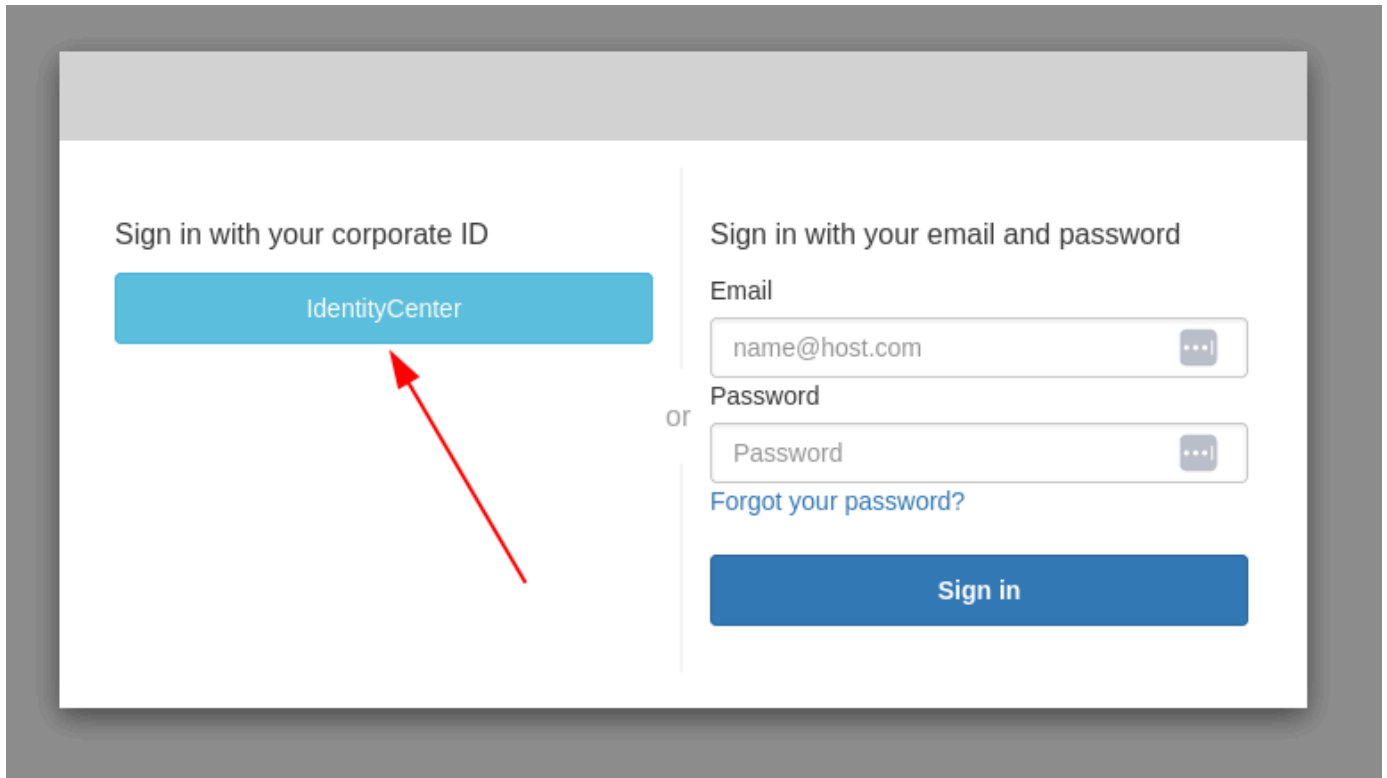 Sign in with your corporate ID
IdentityCenter
or
Sign in with your email and password
Email
name@host.com
Password
Password
Forgot your password?
Sign in